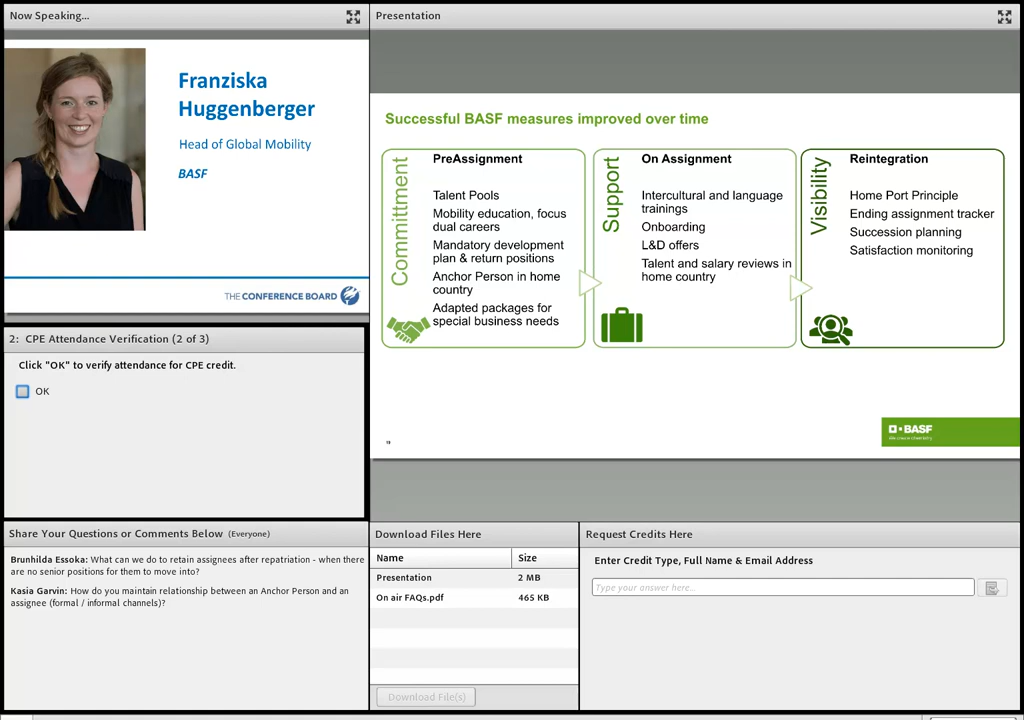 Now Speaking...
Franziska
Huggenberger
Head of Global Mobility
BASF
THE CONFERENCE BOARD
2: CPE Attendance Verification (2 of 3)
Click "OK" to verify attendance for CPE credit.
OK
Presentation
Successful BASF measures improved over time
Committment
PreAssignment
Talent Pools
Mobility education, focus
dual careers
Mandatory development
plan & return positions
Anchor Person in home
country
Adapted packages for
special business needs
Support
On Assignment
Intercultural and language
trainings
Onboarding
L&D offers
Talent and salary reviews in
home country
Visibility
Reintegration
Home Port Principle
Ending assignment tracker
Succession planning
Satisfaction monitoring
BASF
We create chemistry
Share Your Questions or Comments Below (Everyone)
Brunhilda Essoka: What can we do to retain assignees after repatriation - when there
are no senior positions for them to move into?
Kasia Garvin: How do you maintain relationship between an Anchor Person and an
assignee (formal / informal channels)?
Download Files Here
Name Size
Presentation 2 MB
On air FAQs.pdf 465 KB
Download File(s)
Request Credits Here
Enter Credit Type, Full Name & Email Address
Type your answer here...